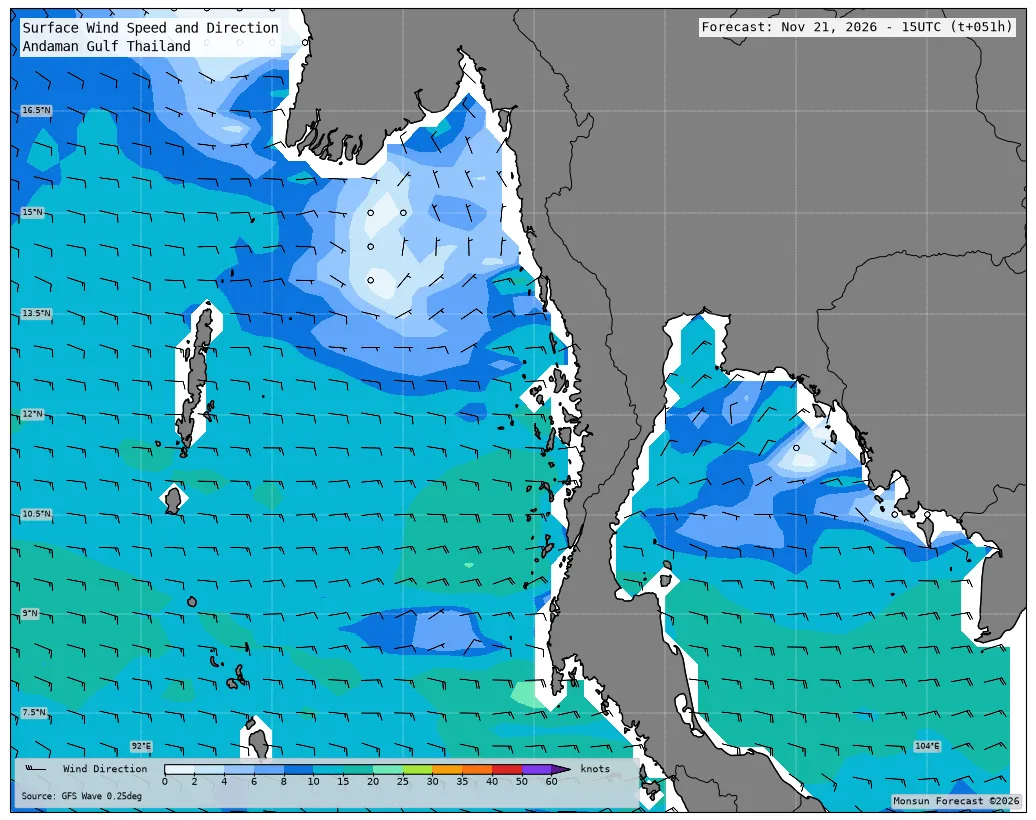 Surface Wind Speed and Direction
Andaman Gulf Thailand
Forecast: Nov 21, 2026 - 15UTC (t+051h)
16.5°N
15°N
13.5°N
12°N
10.5°N
9°N
7.5°N
92°E
104°E
Wind Direction
0 2 4 6 8 10 15 20 25 30 35 40 50 60
knots
Source: GFS Wave 0.25deg
Monsun Forecast ©2026